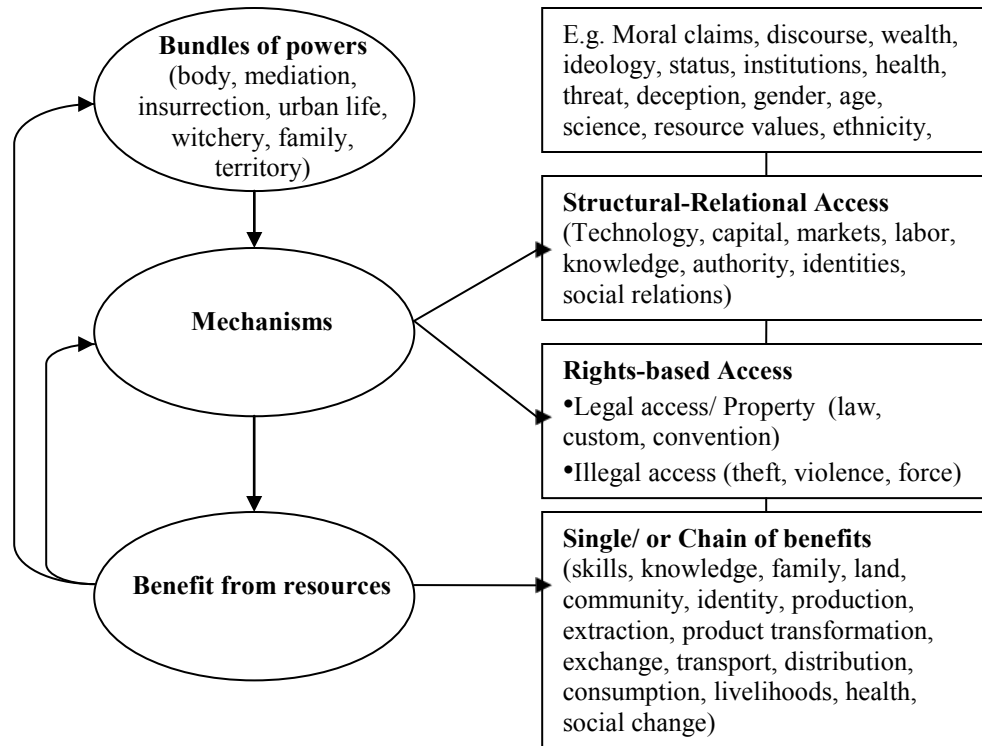 Bundles of powers
(body, mediation,
insurrection, urban life,
witchery, family,
territory)
E.g. Moral claims, discourse, wealth,
ideology, status, institutions, health,
threat, deception, gender, age,
science, resource values, ethnicity,
Structural-Relational Access
(Technology, capital, markets, labor,
knowledge, authority, identities,
social relations)
Mechanisms
Rights-based Access
•Legal access/ Property (law,
custom, convention)
•Illegal access (theft, violence, force)
Benefit from resources
Single/ or Chain of benefits
(skills, knowledge, family, land,
community, identity, production,
extraction, product transformation,
exchange, transport, distribution,
consumption, livelihoods, health,
social change)